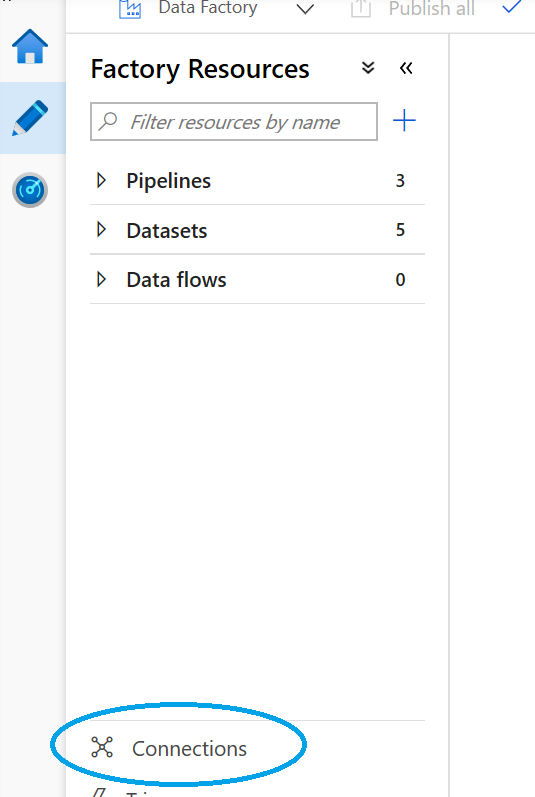 Data Factory
Publish all
Factory Resources
Filter resources by name
Pipelines 3
Datasets 5
Data flows 0
Connections